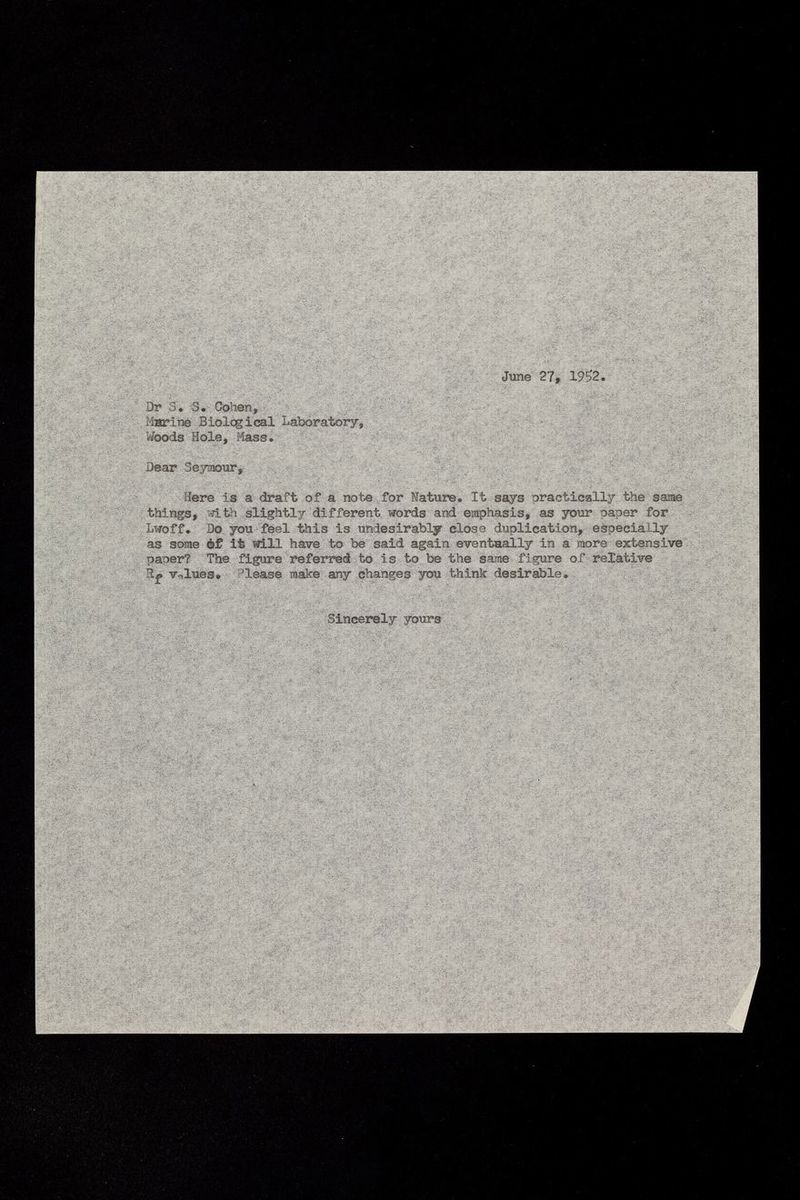 June 27, 1952.
Dr S. S. Cohen,
Marine Biological Laboratory,
Woods Hole, Mass.
Dear Seymour,
Here is a draft of a note for Nature. It says practically the same
things, with slightly different words and emphasis, as your paper for
Lwoff. Do you feel this is undesirably close duplication, especially
as some of it will have to be said again eventually in a more extensive
paper? The figure referred to is to be the same figure of relative
Rf values. Please make any changes you think desirable.
Sincerely yours